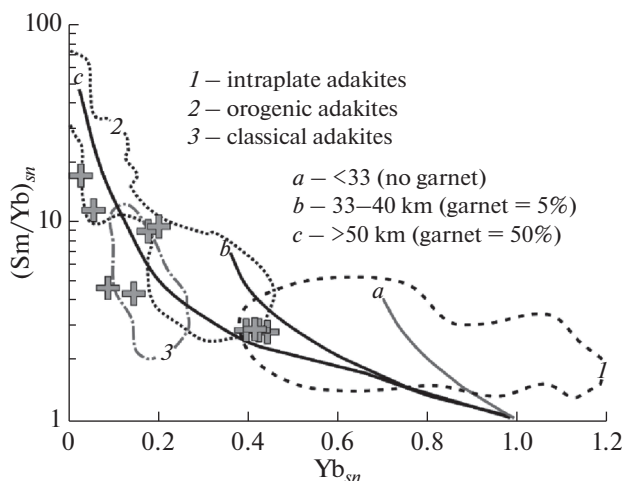 100
c
1 – intraplate adakites
2
2 – orogenic adakites
3 – classical adakites
a – <33 (no garnet)
b – 33–40 km (garnet = 5%)
c – >50 km (garnet = 50%)
(Sm/Yb)sn
10
b
a
3
1
1
0 0.2 0.4 0.6 0.8 1.0 1.2
Ybsn